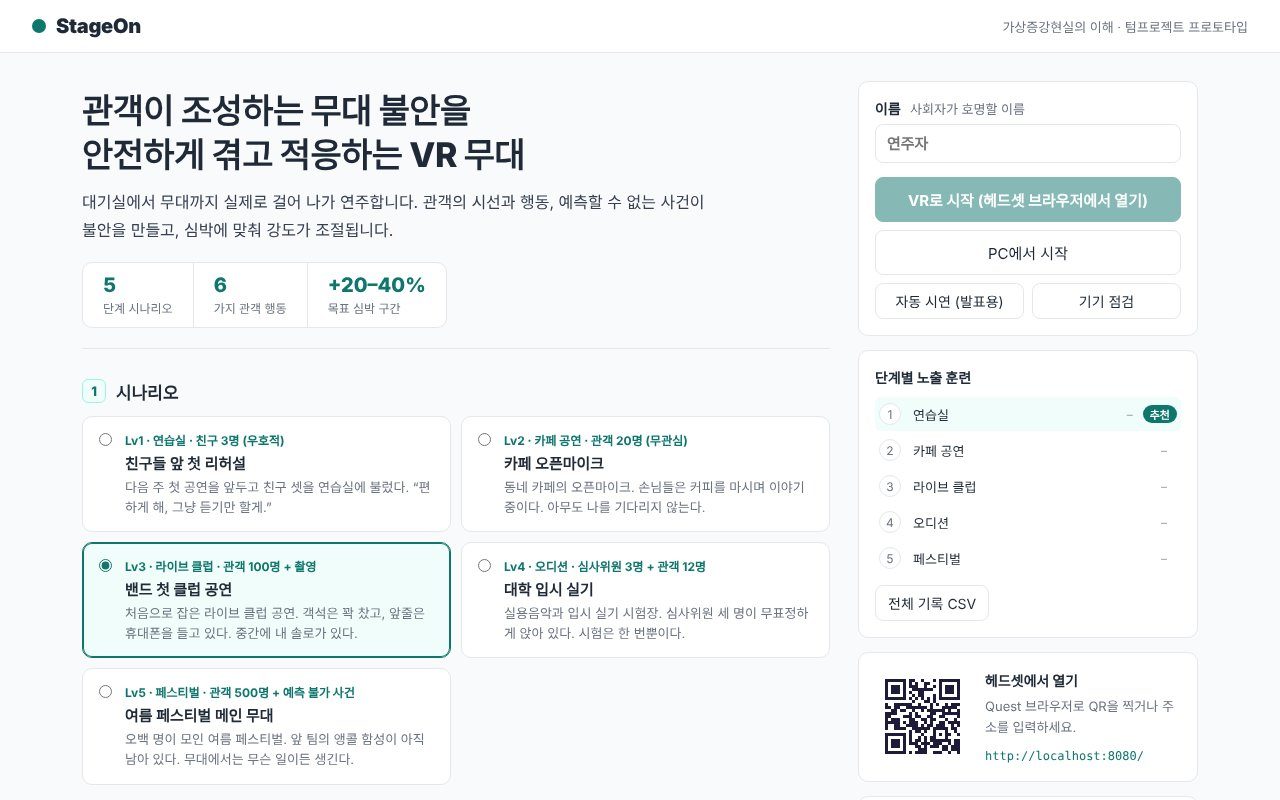 StageOn
가상증강현실의 이해 · 텀프로젝트 프로토타입
관객이 조성하는 무대 불안을
안전하게 겪고 적응하는 VR 무대
대기실에서 무대까지 실제로 걸어 나가 연주합니다. 관객의 시선과 행동, 예측할 수 없는 사건이
불안을 만들고, 심박에 맞춰 강도가 조절됩니다.
5
단계 시나리오
6
가지 관객 행동
+20–40%
목표 심박 구간
1 시나리오
Lv1 · 연습실 · 친구 3명 (우호적)
친구들 앞 첫 리허설
다음 주 첫 공연을 앞두고 친구 셋을 연습실에 불렀다. “편
하게 해, 그냥 듣기만 할게.”
Lv2 · 카페 공연 · 관객 20명 (무관심)
카페 오픈마이크
동네 카페의 오픈마이크. 손님들은 커피를 마시며 이야기
중이다. 아무도 나를 기다리지 않는다.
Lv3 · 라이브 클럽 · 관객 100명 + 촬영
밴드 첫 클럽 공연
처음으로 잡은 라이브 클럽 공연. 객석은 꽉 찼고, 앞줄은
휴대폰을 들고 있다. 중간에 내 솔로가 있다.
Lv4 · 오디션 · 심사위원 3명 + 관객 12명
대학 입시 실기
실용음악과 입시 실기 시험장. 심사위원 세 명이 무표정하
게 앉아 있다. 시험은 한 번뿐이다.
Lv5 · 페스티벌 · 관객 500명 + 예측 불가 사건
여름 페스티벌 메인 무대
오백 명이 모인 여름 페스티벌. 앞 팀의 앵콜 함성이 아직
남아 있다. 무대에서는 무슨 일이든 생긴다.
이름 사회자가 호명할 이름
연주자
VR로 시작 (헤드셋 브라우저에서 열기)
PC에서 시작
자동 시연 (발표용)
기기 점검
단계별 노출 훈련
1 연습실 – 추천
2 카페 공연 –
3 라이브 클럽 –
4 오디션 –
5 페스티벌 –
전체 기록 CSV
헤드셋에서 열기
Quest 브라우저로 QR을 찍거나 주
소를 입력하세요.
http://localhost:8080/